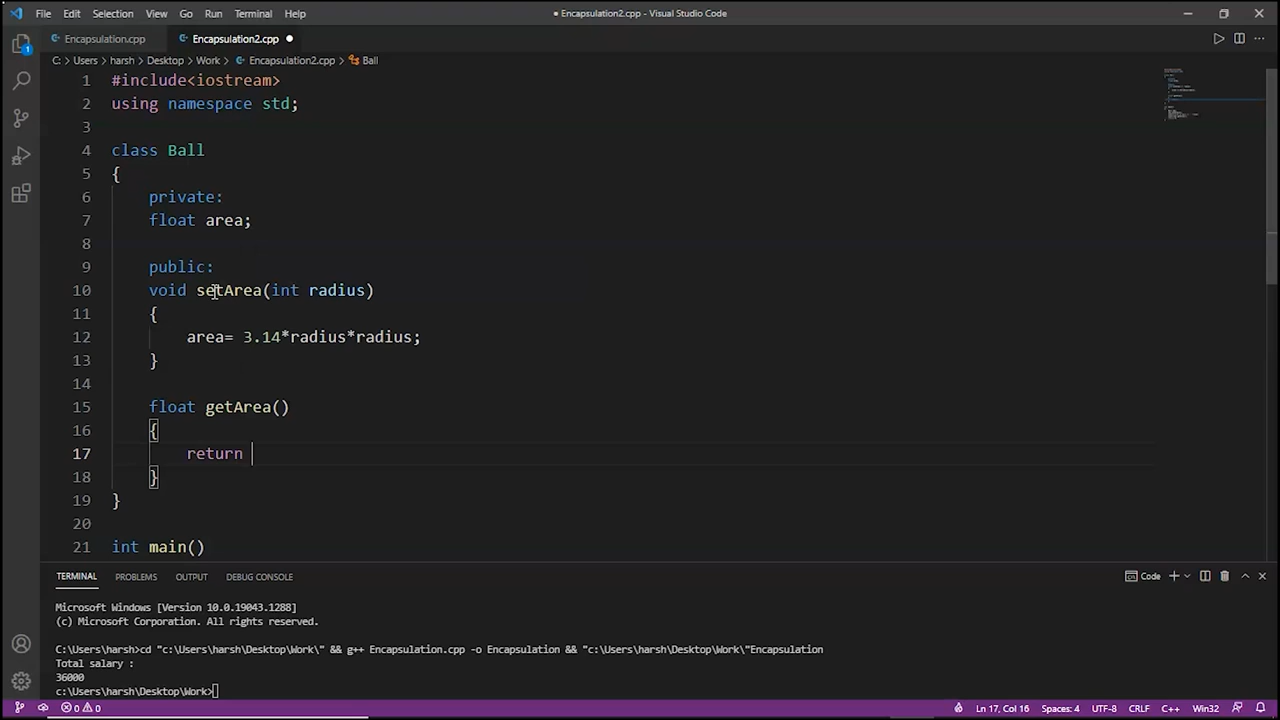 File Edit Selection View Go Run Terminal Help
● Encapsulation2.cpp - Visual Studio Code
Encapsulation.cpp Encapsulation2.cpp ●
C: > Users > harsh > Desktop > Work > Encapsulation2.cpp > Ball
1 #include<iostream>
2 using namespace std;
3
4 class Ball
5 {
6 private:
7 float area;
8
9 public:
10 void setArea(int radius)
11 {
12 area= 3.14*radius*radius;
13 }
14
15 float getArea()
16 {
17 return
18 }
19 }
20
21 int main()
TERMINAL PROBLEMS OUTPUT DEBUG CONSOLE
Code
Microsoft Windows [Version 10.0.19043.1288]
(c) Microsoft Corporation. All rights reserved.
C:\Users\harsh>cd "c:\Users\harsh\Desktop\Work\" && g++ Encapsulation.cpp -o Encapsulation && "c:\Users\harsh\Desktop\Work\"Encapsulation
Total salary :
36000
c:\Users\harsh\Desktop\Work>
0 0 Ln 17, Col 16 Spaces: 4 UTF-8 CRLF C++ Win32